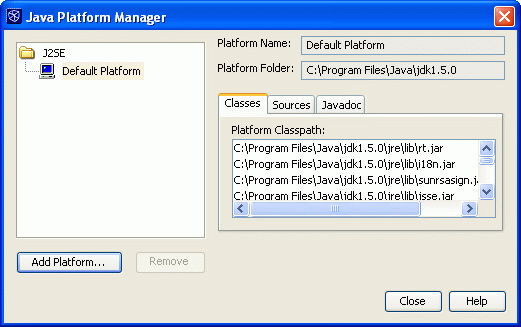 Java Platform Manager
J2SE
Default Platform
Platform Name: Default Platform
Platform Folder: C:\Program Files\Java\jdk1.5.0
Classes Sources Javadoc
Platform Classpath:
C:\Program Files\Java\jdk1.5.0\jre\lib\rt.jar
C:\Program Files\Java\jdk1.5.0\jre\lib\i18n.jar
C:\Program Files\Java\jdk1.5.0\jre\lib\sunrsasign.ja
C:\Program Files\Java\jdk1.5.0\jre\lib\jsse.jar
Add Platform... Remove
Close Help